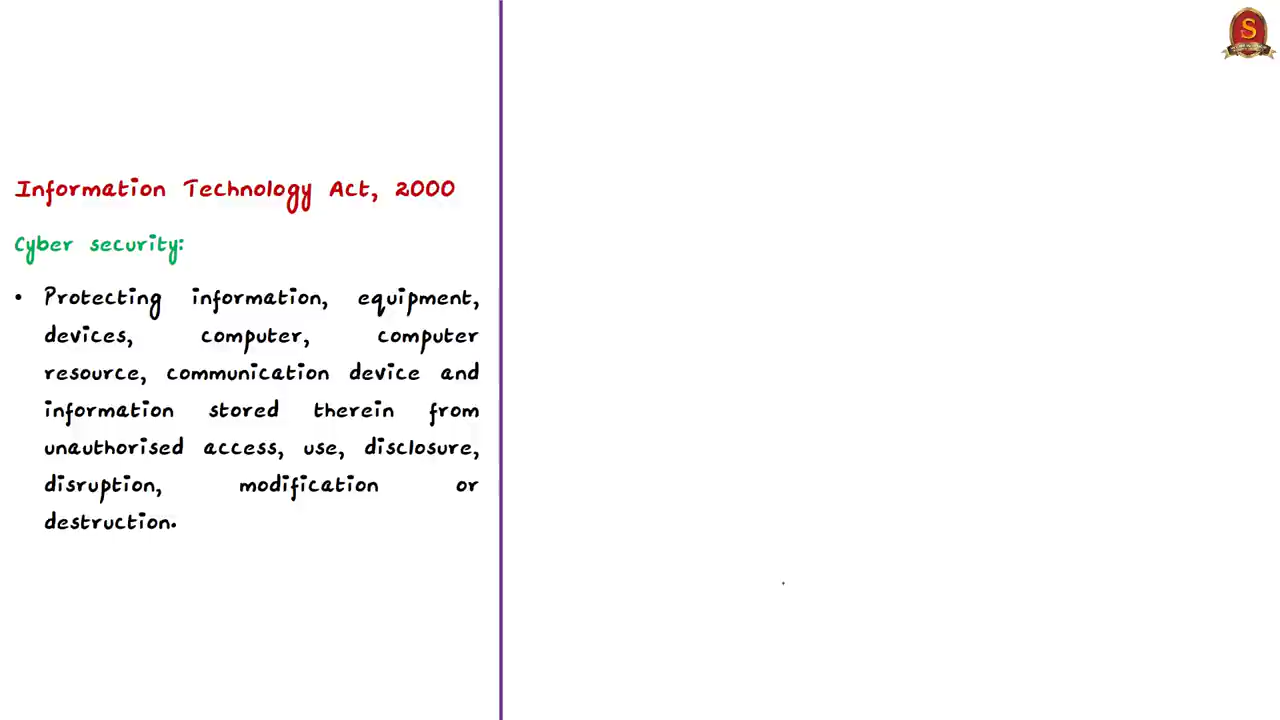 S
Information Technology Act, 2000
Cyber security:
• Protecting information, equipment,
devices, computer, computer
resource, communication device and
information stored therein from
unauthorised access, use, disclosure,
disruption, modification or
destruction.